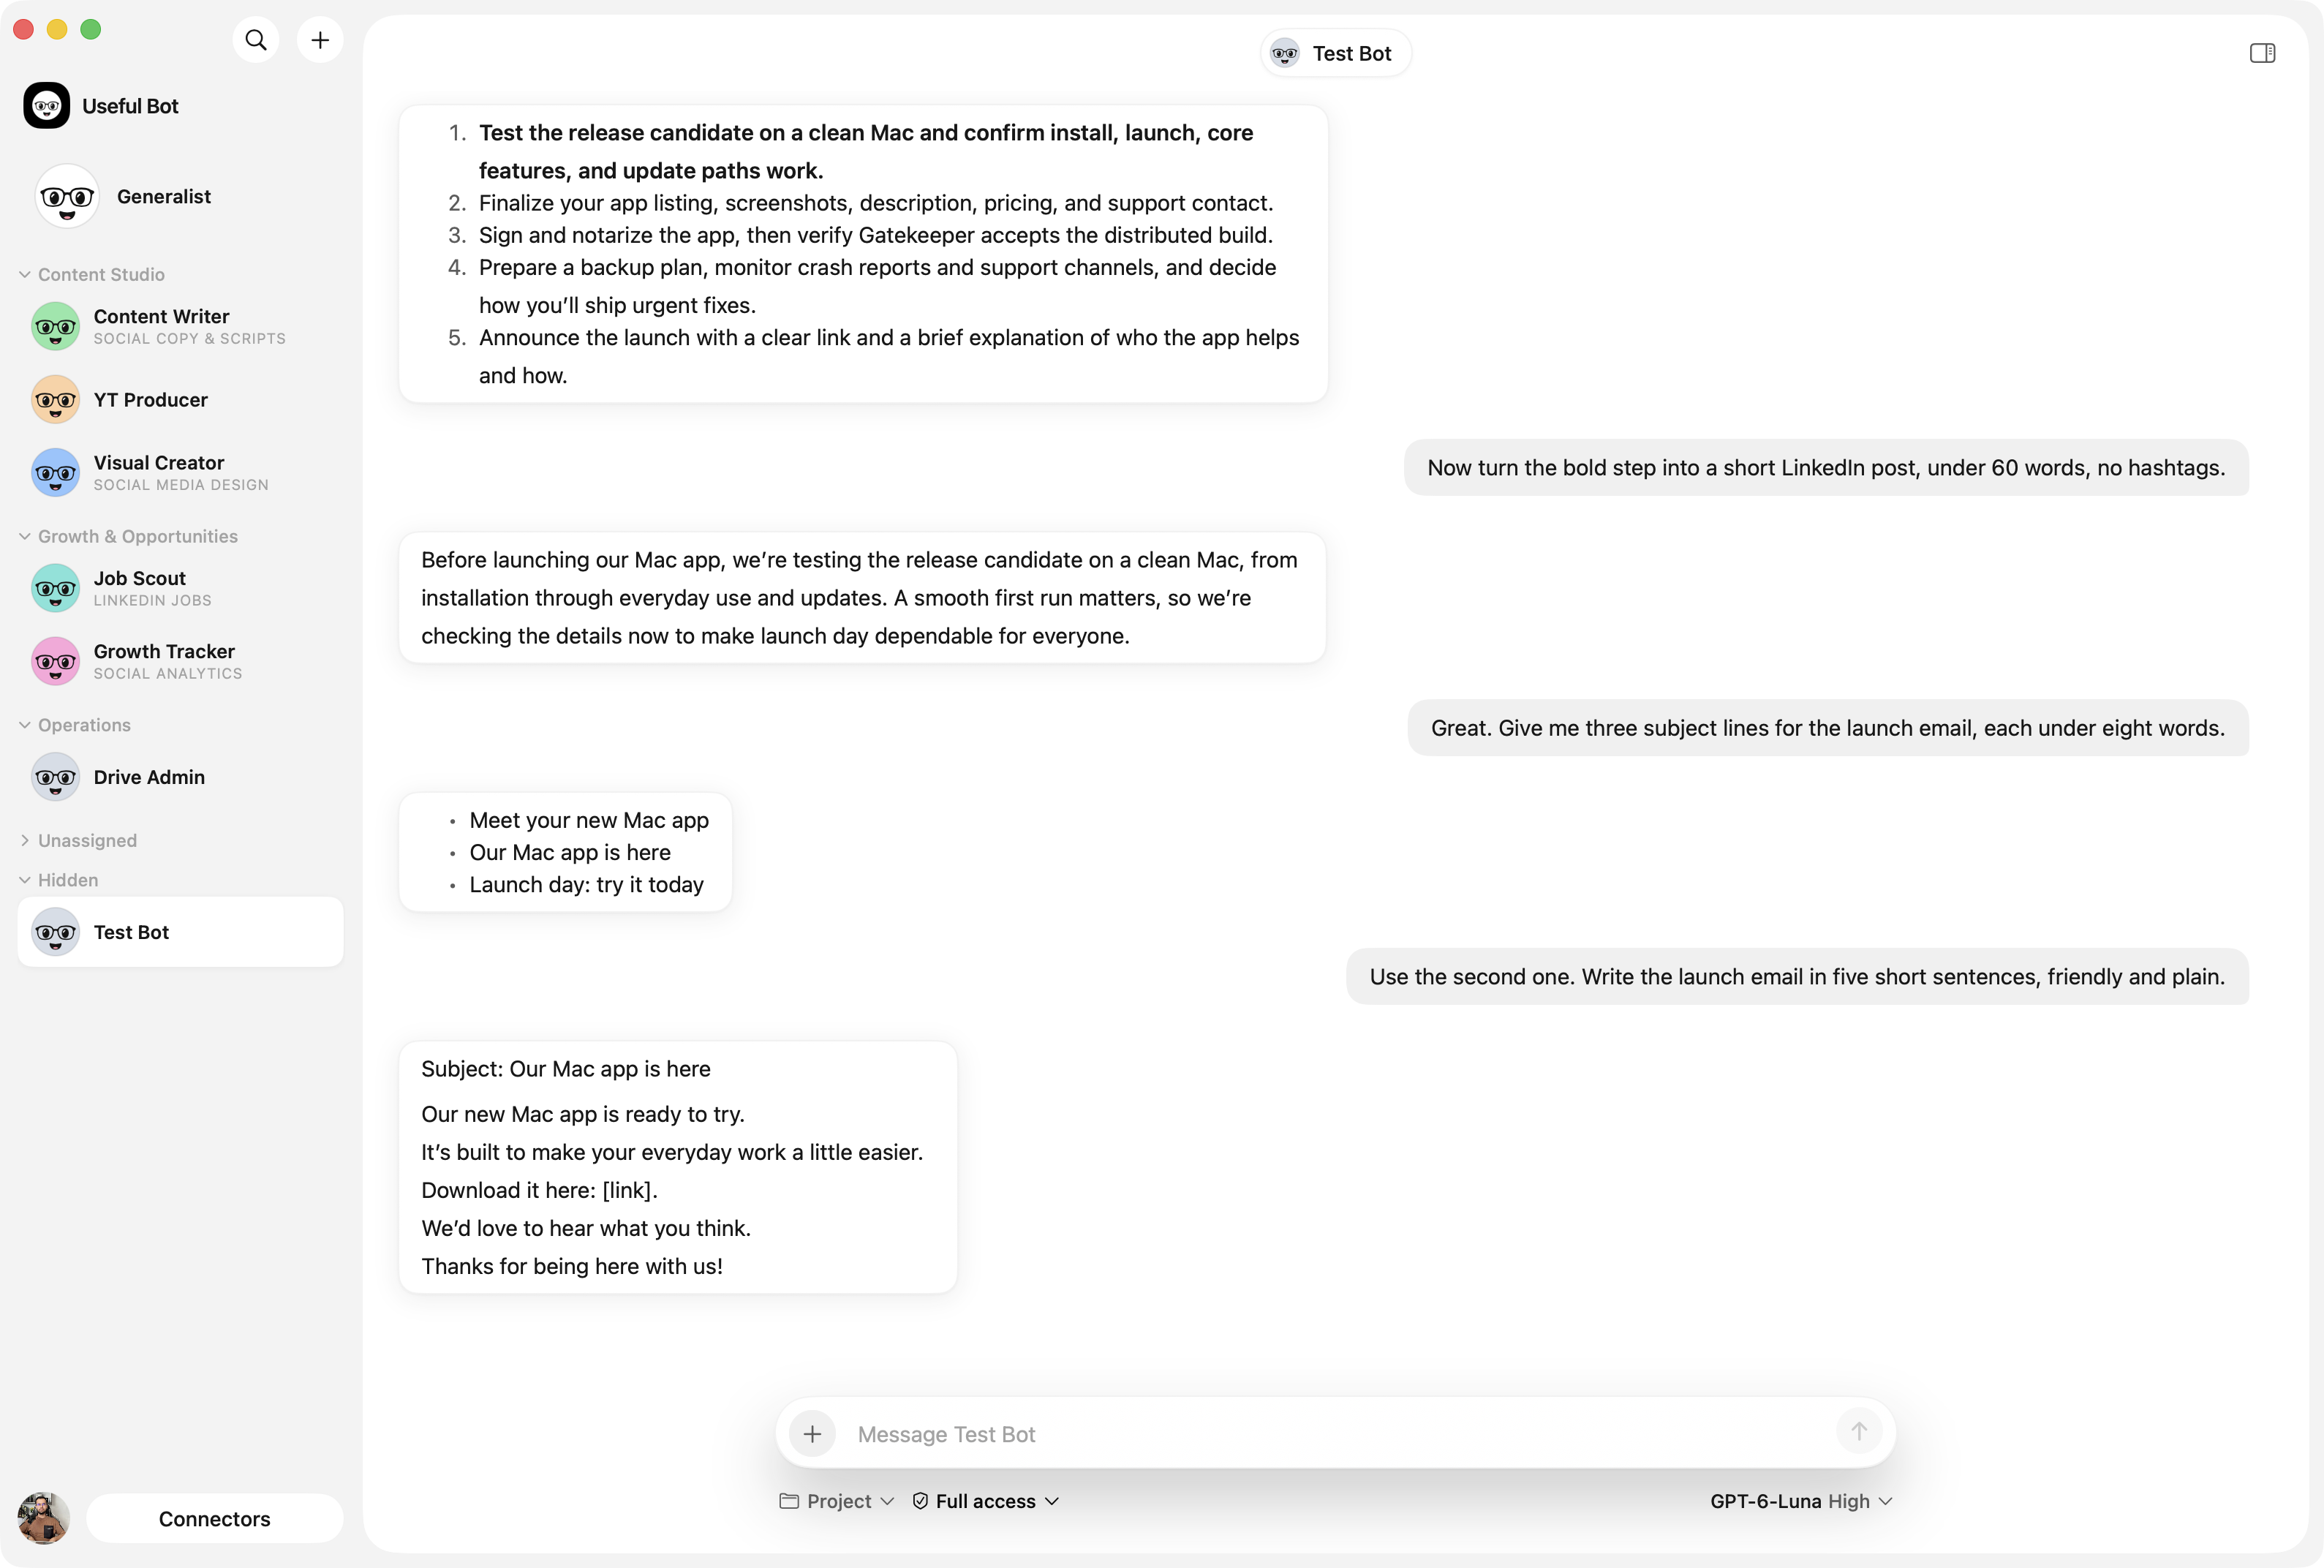 Useful Bot
Generalist
Content Studio
Content Writer
SOCIAL COPY & SCRIPTS
YT Producer
Visual Creator
SOCIAL MEDIA DESIGN
Growth & Opportunities
Job Scout
LINKEDIN JOBS
Growth Tracker
SOCIAL ANALYTICS
Operations
Drive Admin
Unassigned
Hidden
Test Bot
Connectors
Test Bot
1. Test the release candidate on a clean Mac and confirm install, launch, core
features, and update paths work.
2. Finalize your app listing, screenshots, description, pricing, and support contact.
3. Sign and notarize the app, then verify Gatekeeper accepts the distributed build.
4. Prepare a backup plan, monitor crash reports and support channels, and decide
how you’ll ship urgent fixes.
5. Announce the launch with a clear link and a brief explanation of who the app helps
and how.
Now turn the bold step into a short LinkedIn post, under 60 words, no hashtags.
Before launching our Mac app, we’re testing the release candidate on a clean Mac, from
installation through everyday use and updates. A smooth first run matters, so we’re
checking the details now to make launch day dependable for everyone.
Great. Give me three subject lines for the launch email, each under eight words.
• Meet your new Mac app
• Our Mac app is here
• Launch day: try it today
Use the second one. Write the launch email in five short sentences, friendly and plain.
Subject: Our Mac app is here
Our new Mac app is ready to try.
It’s built to make your everyday work a little easier.
Download it here: [link].
We’d love to hear what you think.
Thanks for being here with us!
Message Test Bot
Project
Full access
GPT-6-Luna High